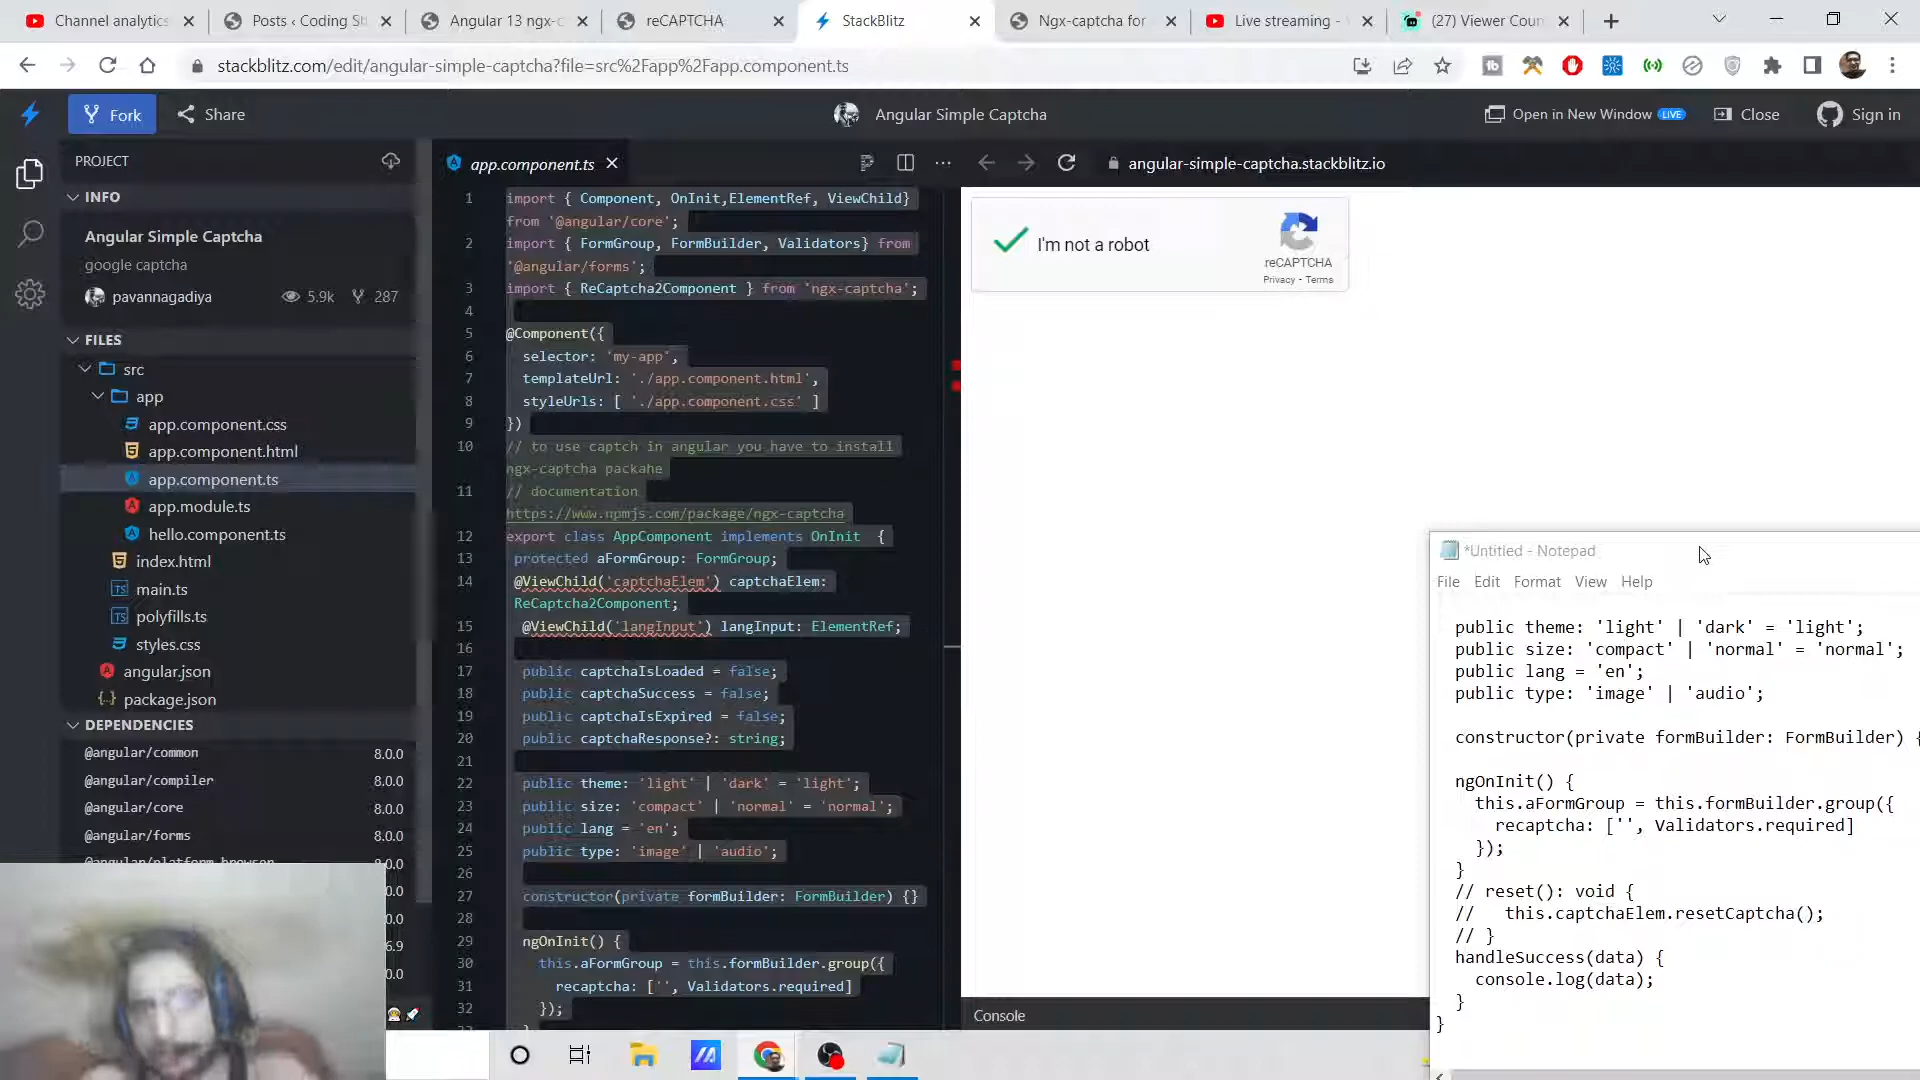 Channel analytics
Posts ‹ Coding S
Angular 13 ngx-c
reCAPTCHA
StackBlitz
Ngx-captcha for
Live streaming -
(27) Viewer Coun
stackblitz.com/edit/angular-simple-captcha?file=src%2Fapp%2Fapp.component.ts
Fork
Share
Angular Simple Captcha
Open in New Window LIVE
Close
Sign in
PROJECT
app.component.ts
angular-simple-captcha.stackblitz.io
INFO
Angular Simple Captcha
google captcha
pavannagadiya
5.9k
287
FILES
src
app
app.component.css
app.component.html
app.component.ts
app.module.ts
hello.component.ts
index.html
main.ts
polyfills.ts
styles.css
angular.json
package.json
DEPENDENCIES
@angular/common 8.0.0
@angular/compiler 8.0.0
@angular/core 8.0.0
@angular/forms 8.0.0
@angular/platform-browser .0.0
.0.0
.0.0
6.9
.0.0
1 import { Component, OnInit,ElementRef, ViewChild}
from '@angular/core';
2 import { FormGroup, FormBuilder, Validators} from
'@angular/forms';
3 import { ReCaptcha2Component } from 'ngx-captcha';
4
5 @Component({
6 selector: 'my-app',
7 templateUrl: './app.component.html',
8 styleUrls: [ './app.component.css' ]
9 })
10 // to use captch in angular you have to install
ngx-captcha packahe
11 // documentation
https://www.npmjs.com/package/ngx-captcha
12 export class AppComponent implements OnInit {
13 protected aFormGroup: FormGroup;
14 @ViewChild('captchaElem') captchaElem:
ReCaptcha2Component;
15 @ViewChild('langInput') langInput: ElementRef;
16
17 public captchaIsLoaded = false;
18 public captchaSuccess = false;
19 public captchaIsExpired = false;
20 public captchaResponse?: string;
21
22 public theme: 'light' | 'dark' = 'light';
23 public size: 'compact' | 'normal' = 'normal';
24 public lang = 'en';
25 public type: 'image' | 'audio';
26
27 constructor(private formBuilder: FormBuilder) {}
28
29 ngOnInit() {
30 this.aFormGroup = this.formBuilder.group({
31 recaptcha: ['', Validators.required]
32 });
I'm not a robot
reCAPTCHA
Privacy - Terms
Console
*Untitled - Notepad
File Edit Format View Help
public theme: 'light' | 'dark' = 'light';
public size: 'compact' | 'normal' = 'normal';
public lang = 'en';
public type: 'image' | 'audio';
constructor(private formBuilder: FormBuilder) {
ngOnInit() {
this.aFormGroup = this.formBuilder.group({
recaptcha: ['', Validators.required]
});
}
// reset(): void {
// this.captchaElem.resetCaptcha();
// }
handleSuccess(data) {
console.log(data);
}
}